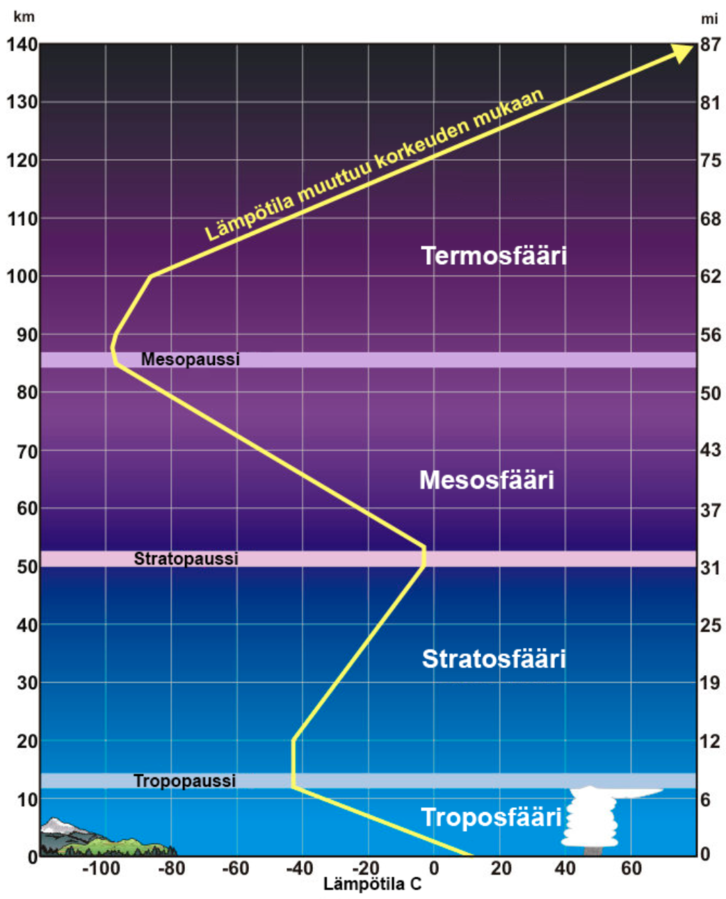 km
mi
140
87
130
81
120
75
110
68
100
62
90
56
80
50
70
43
60
37
50
31
40
25
30
19
20
12
10
6
0
0
Lämpötila muuttuu korkeuden mukaan
Termosfääri
Mesopaussi
Mesosfääri
Stratopaussi
Stratosfääri
Tropopaussi
Troposfääri
-100 -80 -60 -40 -20 0 20 40 60
Lämpötila C